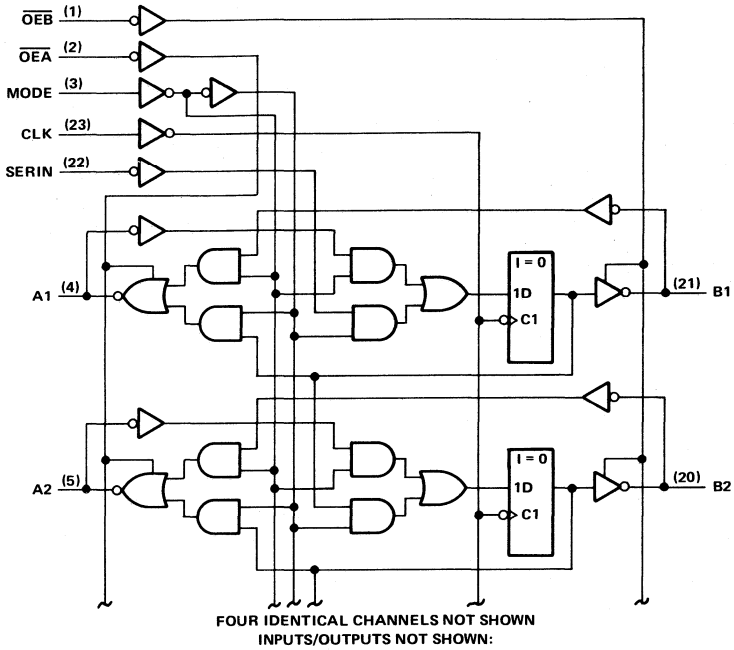 OEB (1)
OEA (2)
MODE (3)
CLK (23)
SERIN (22)
I = 0
A1 (4)
1D
(21) B1
C1
I = 0
A2 (5)
1D
(20) B2
C1
FOUR IDENTICAL CHANNELS NOT SHOWN
INPUTS/OUTPUTS NOT SHOWN: